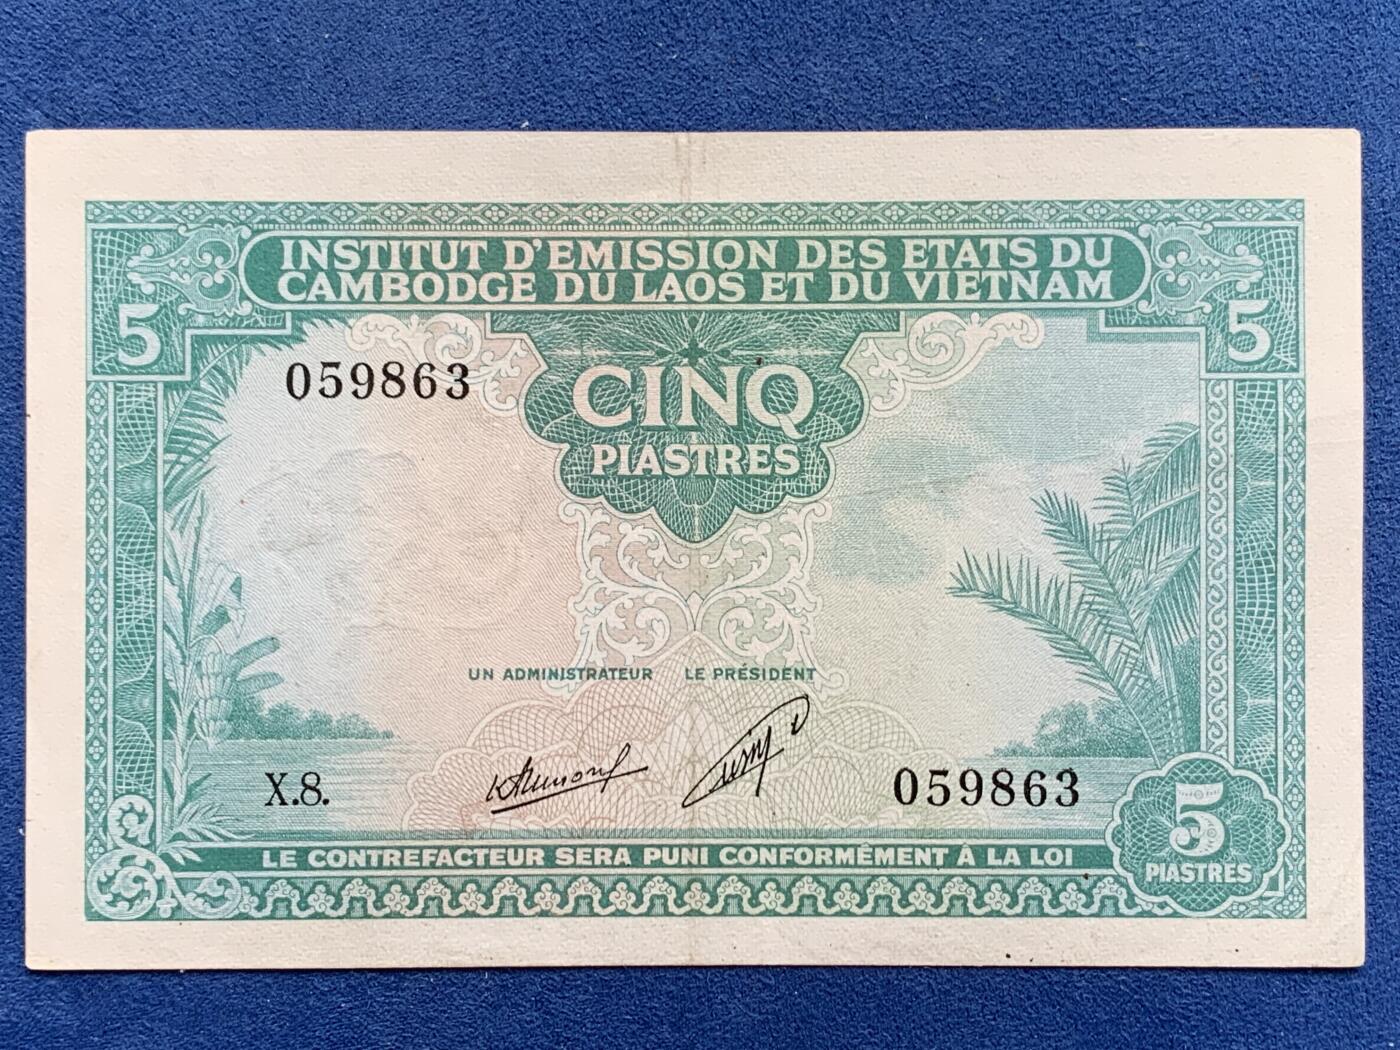 INSTITUT D'EMISSION DES ETATS DU
CAMBODGE DU LAOS ET DU VIETNAM
5
5
059863
CINQ
PIASTRES
UN ADMINISTRATEUR LE PRÉSIDENT
X.8.
059863
5
PIASTRES
LE CONTREFACTEUR SERA PUNI CONFORMÉMENT À LA LOI